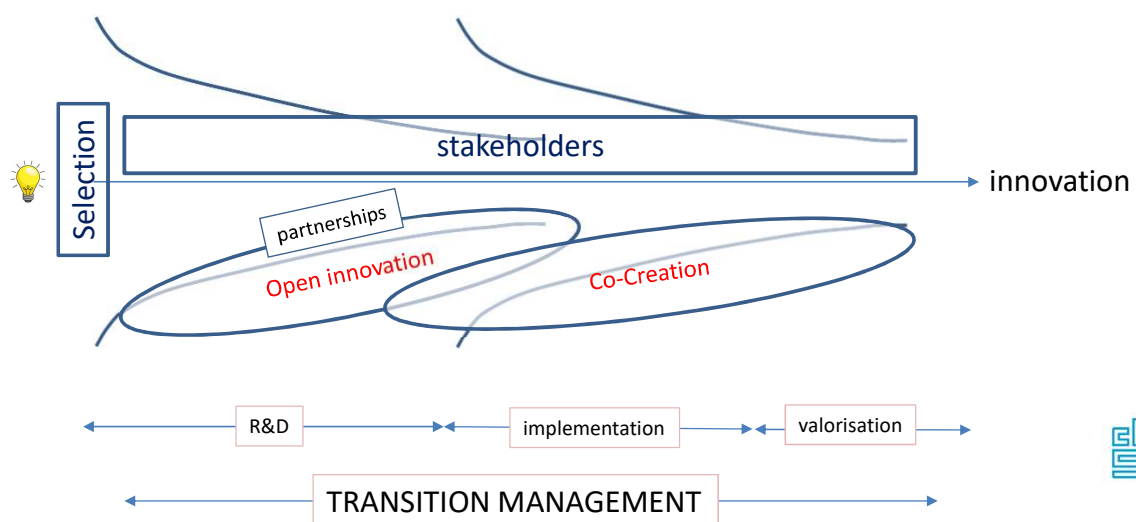 Selection
stakeholders
innovation
partnerships
Open innovation
Co-Creation
R&D
implementation
valorisation
TRANSITION MANAGEMENT